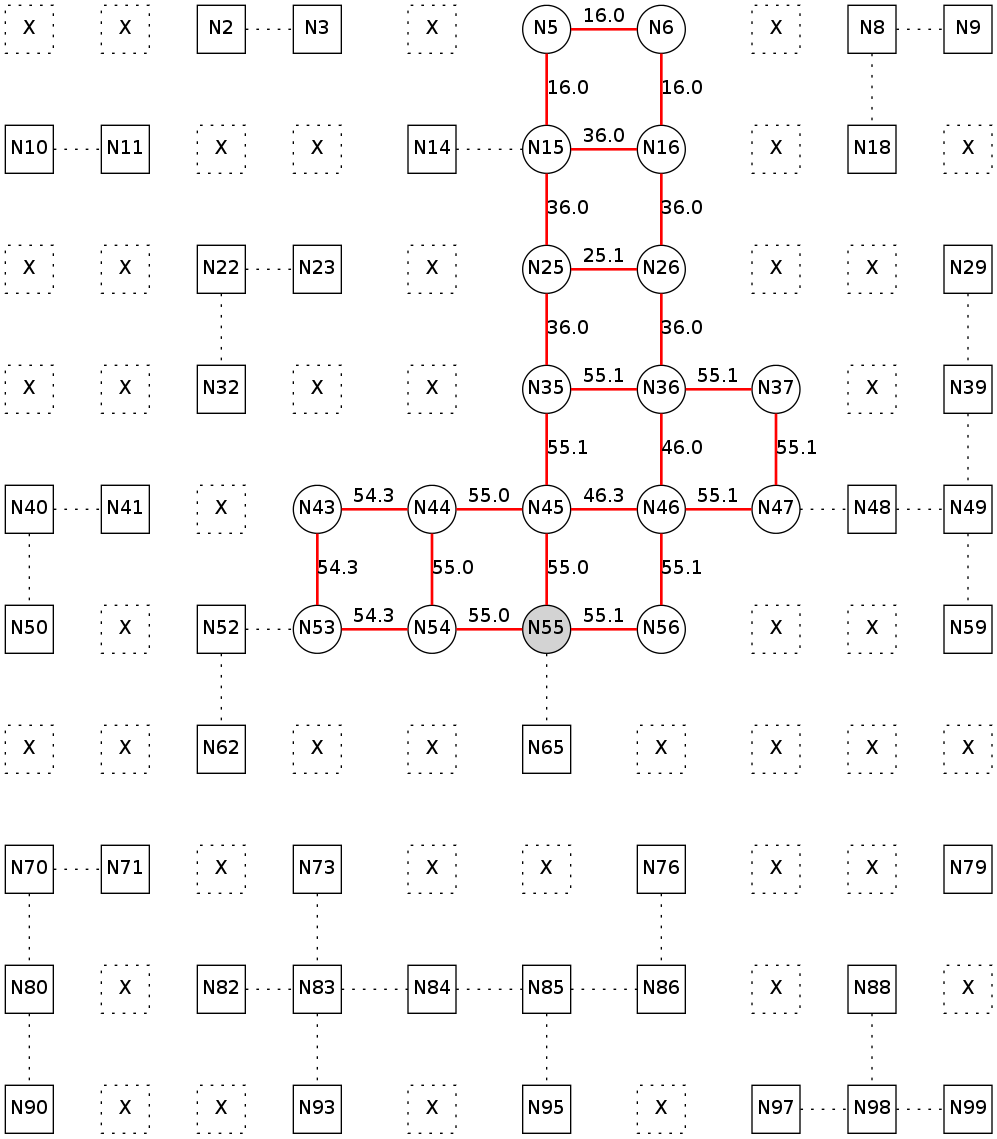 X X N2 N3 X N5 16.0 N6 X N8 N9
16.0 16.0
N10 N11 X X N14 N15 36.0 N16 X N18 X
36.0 36.0
X X N22 N23 X N25 25.1 N26 X X N29
36.0 36.0
X X N32 X X N35 55.1 N36 55.1 N37 X N39
55.1 46.0 55.1
N40 N41 X N43 54.3 N44 55.0 N45 46.3 N46 55.1 N47 N48 N49
54.3 55.0 55.0 55.1
N50 X N52 N53 54.3 N54 55.0 N55 55.1 N56 X X N59
X X N62 X X N65 X X X X
N70 N71 X N73 X X N76 X X N79
N80 X N82 N83 N84 N85 N86 X N88 X
N90 X X N93 X N95 X N97 N98 N99